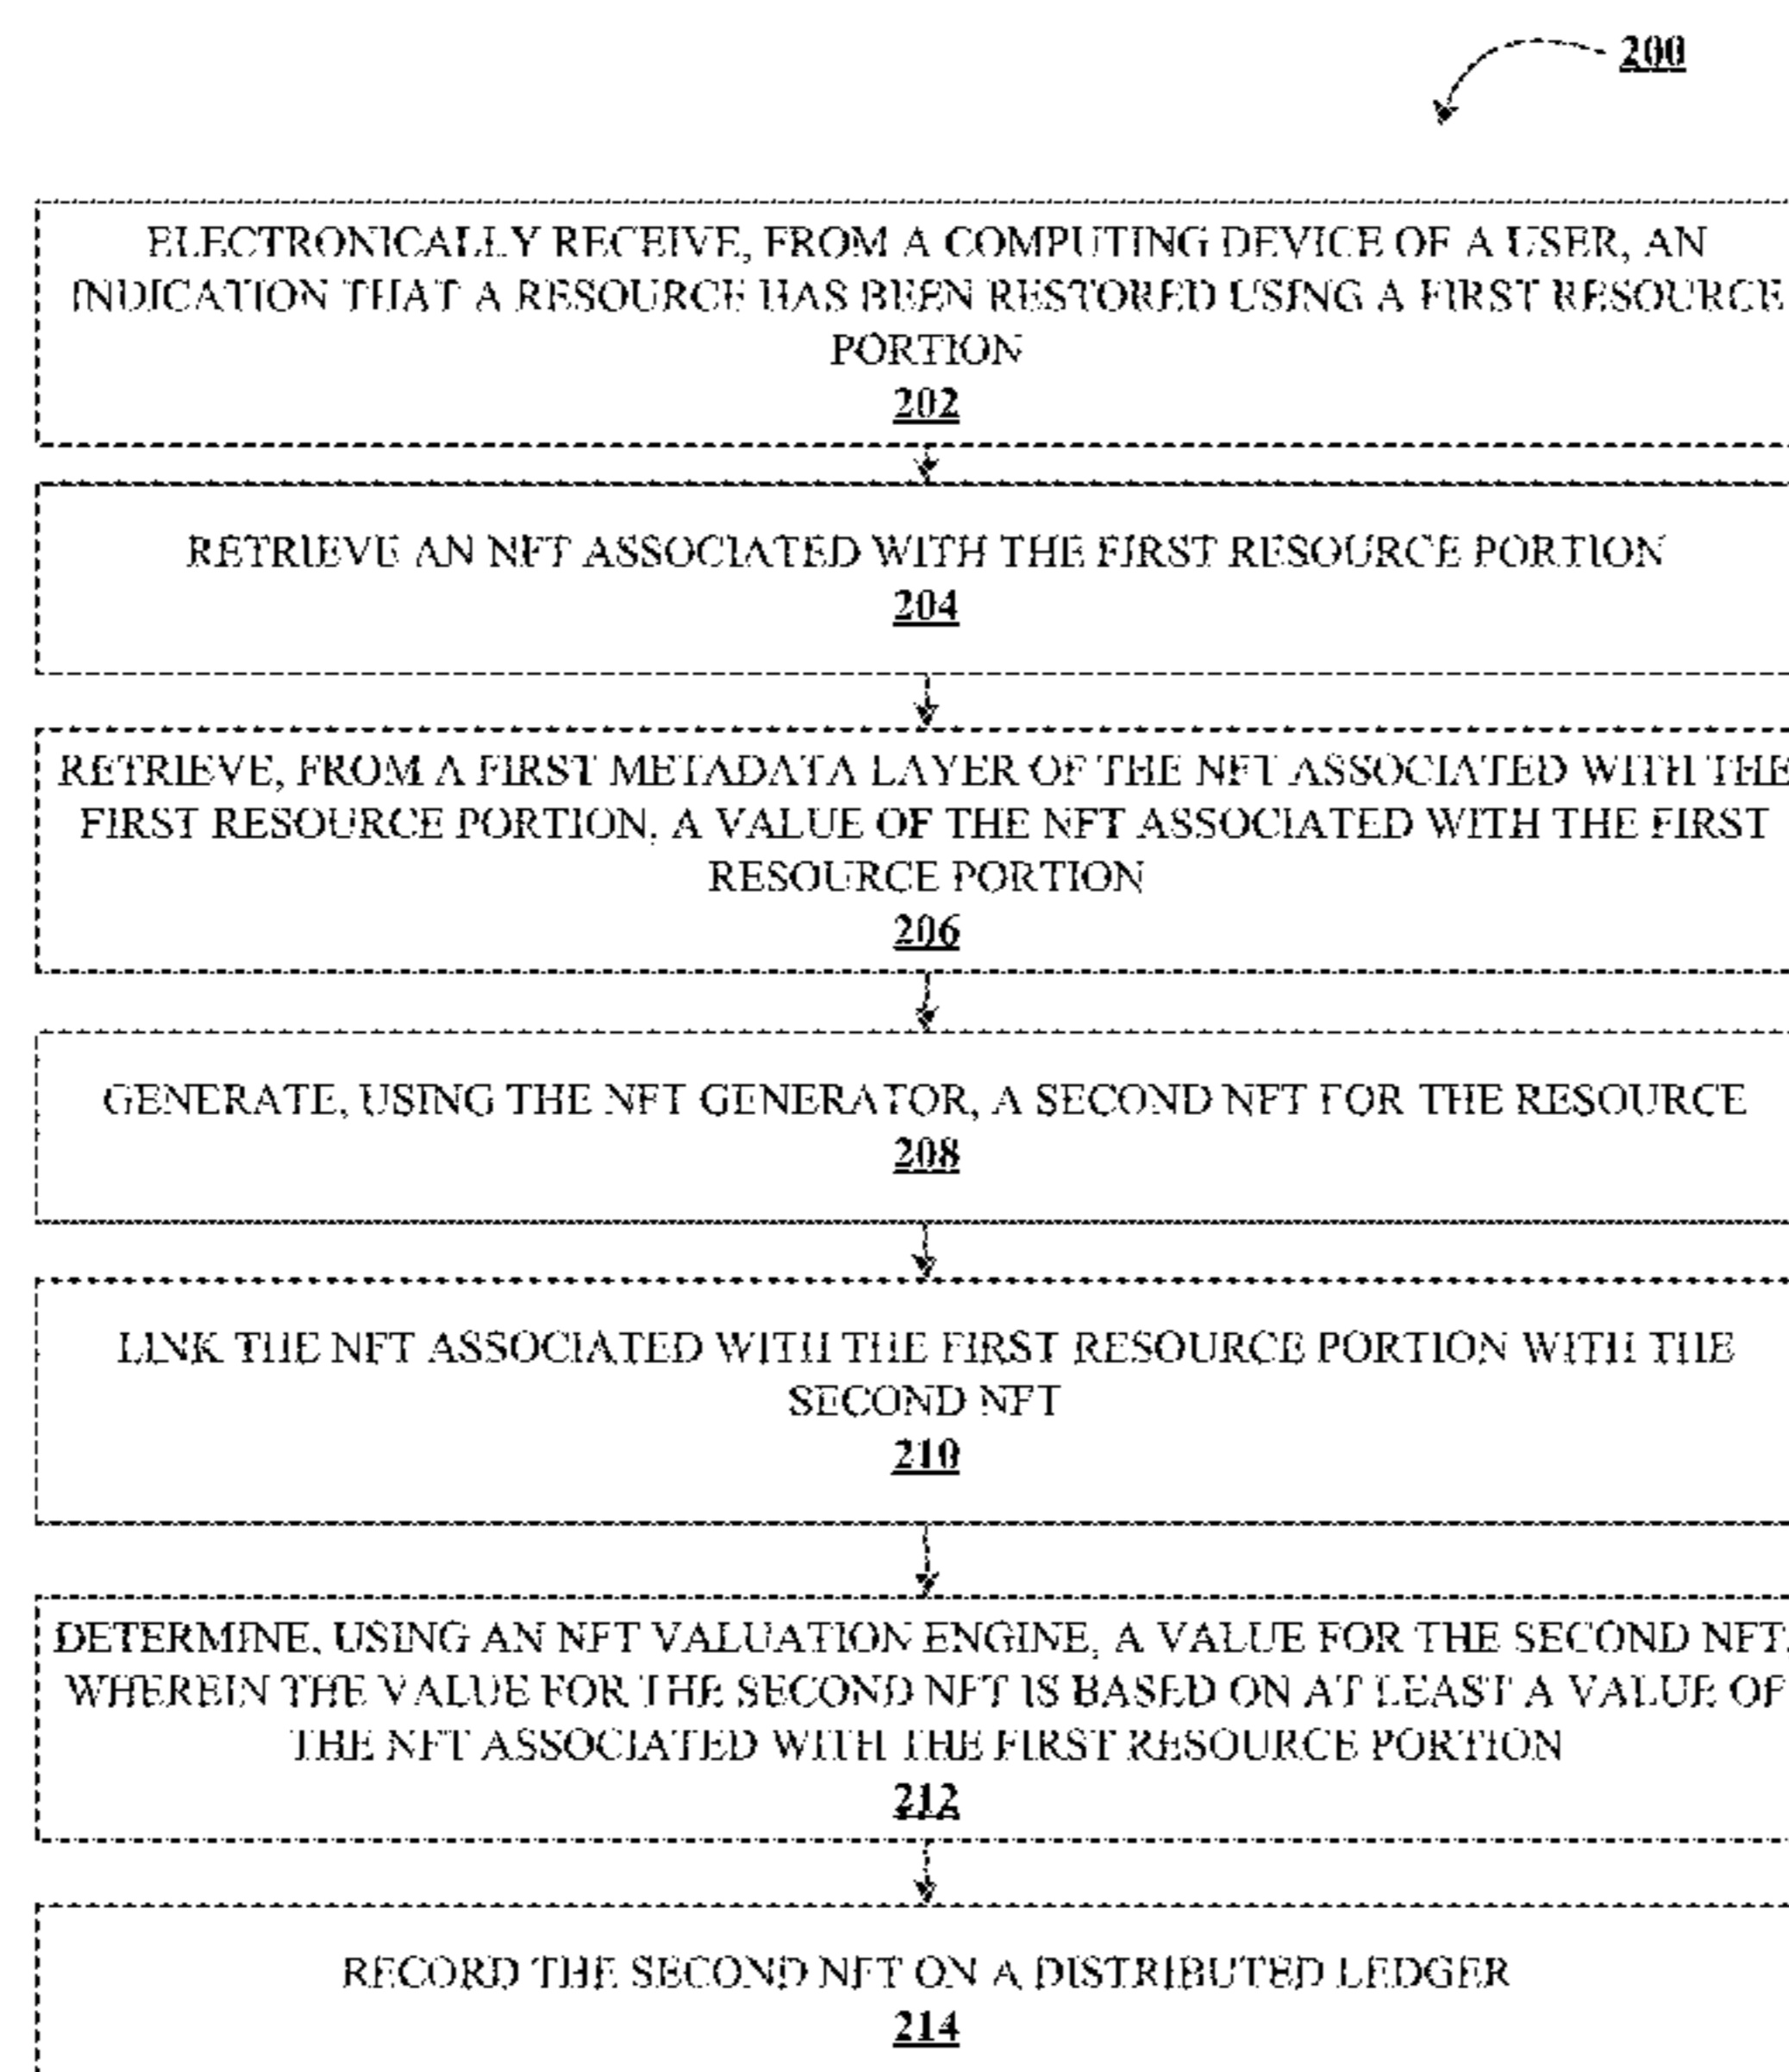 200
ELECTRONICALLY RECEIVE, FROM A COMPUTING DEVICE OF A USER, AN
INDICATION THAT A RESOURCE HAS BEEN RESTORED USING A FIRST RESOURCE
PORTION
202
RETRIEVE AN NFT ASSOCIATED WITH THE FIRST RESOURCE PORTION
204
RETRIEVE, FROM A FIRST METADATA LAYER OF THE NFT ASSOCIATED WITH THE
FIRST RESOURCE PORTION, A VALUE OF THE NFT ASSOCIATED WITH THE FIRST
RESOURCE PORTION
206
GENERATE, USING THE NFT GENERATOR, A SECOND NFT FOR THE RESOURCE
208
LINK THE NFT ASSOCIATED WITH THE FIRST RESOURCE PORTION WITH THE
SECOND NFT
210
DETERMINE, USING AN NFT VALUATION ENGINE, A VALUE FOR THE SECOND NFT,
WHEREIN THE VALUE FOR THE SECOND NFT IS BASED ON AT LEAST A VALUE OF
THE NFT ASSOCIATED WITH THE FIRST RESOURCE PORTION
212
RECORD THE SECOND NFT ON A DISTRIBUTED LEDGER
214